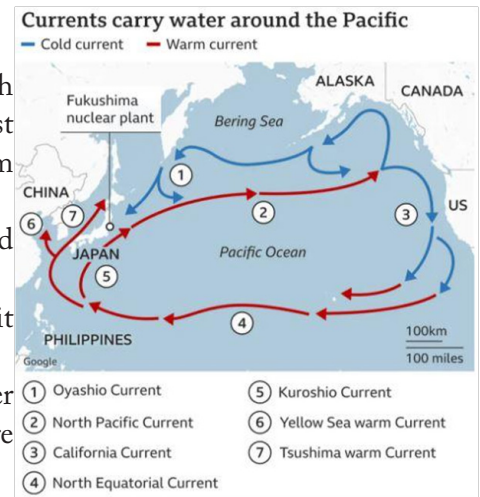 Currents carry water around the Pacific
Cold current Warm current
ALASKA
CANADA
Fukushima
nuclear plant
Bering Sea
1
CHINA
6
7
2
3
US
JAPAN
5
Pacific Ocean
4
PHILIPPINES
100km
100 miles
Google
1 Oyashio Current
2 North Pacific Current
3 California Current
4 North Equatorial Current
5 Kuroshio Current
6 Yellow Sea warm Current
7 Tsushima warm Current